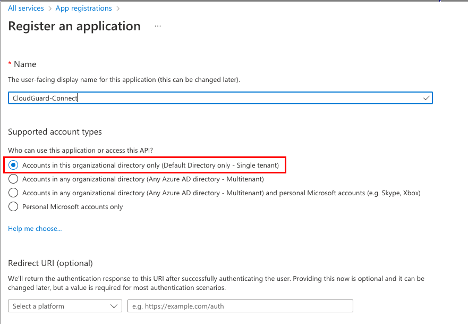 All services > App registrations >
Register an application ...
* Name
The user-facing display name for this application (this can be changed later).
CloudGuard-Connect
Supported account types
Who can use this application or access this API?
Accounts in this organizational directory only (Default Directory only - Single tenant)
Accounts in any organizational directory (Any Azure AD directory - Multitenant)
Accounts in any organizational directory (Any Azure AD directory - Multitenant) and personal Microsoft accounts (e.g. Skype, Xbox)
Personal Microsoft accounts only
Help me choose...
Redirect URI (optional)
We'll return the authentication response to this URI after successfully authenticating the user. Providing this now is optional and it can be
changed later, but a value is required for most authentication scenarios.
Select a platform
e.g. https://example.com/auth